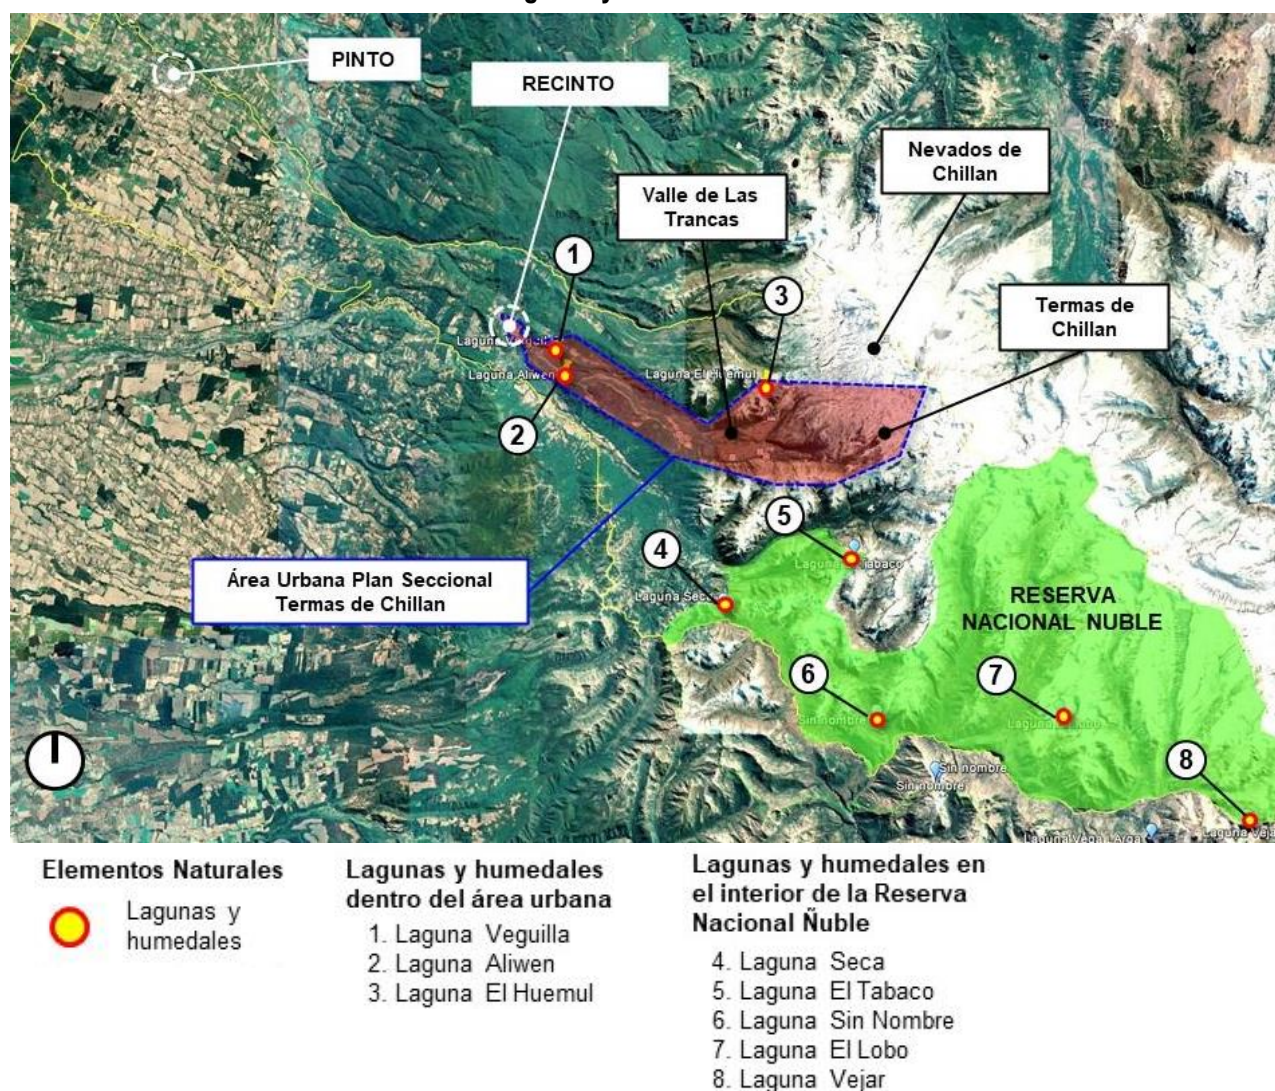 PINTO
RECINTO
Nevados de
Chillan
Valle de Las
Trancas
Termas de
Chillan
1
3
Laguna El Huemul
Laguna Aliwen
2
5
4
Área Urbana Plan Seccional
Termas de Chillan
Laguna Seca
RESERVA
NACIONAL NUBLE
6
7
Sin nombre
8
Sin nombre
Sin nombre
Elementos Naturales
Lagunas y
humedales
Lagunas y humedales
dentro del área urbana
1. Laguna Veguilla
2. Laguna Aliwen
3. Laguna El Huemul
Lagunas y humedales en
el interior de la Reserva
Nacional Ñuble
4. Laguna Seca
5. Laguna El Tabaco
6. Laguna Sin Nombre
7. Laguna El Lobo
8. Laguna Vejar